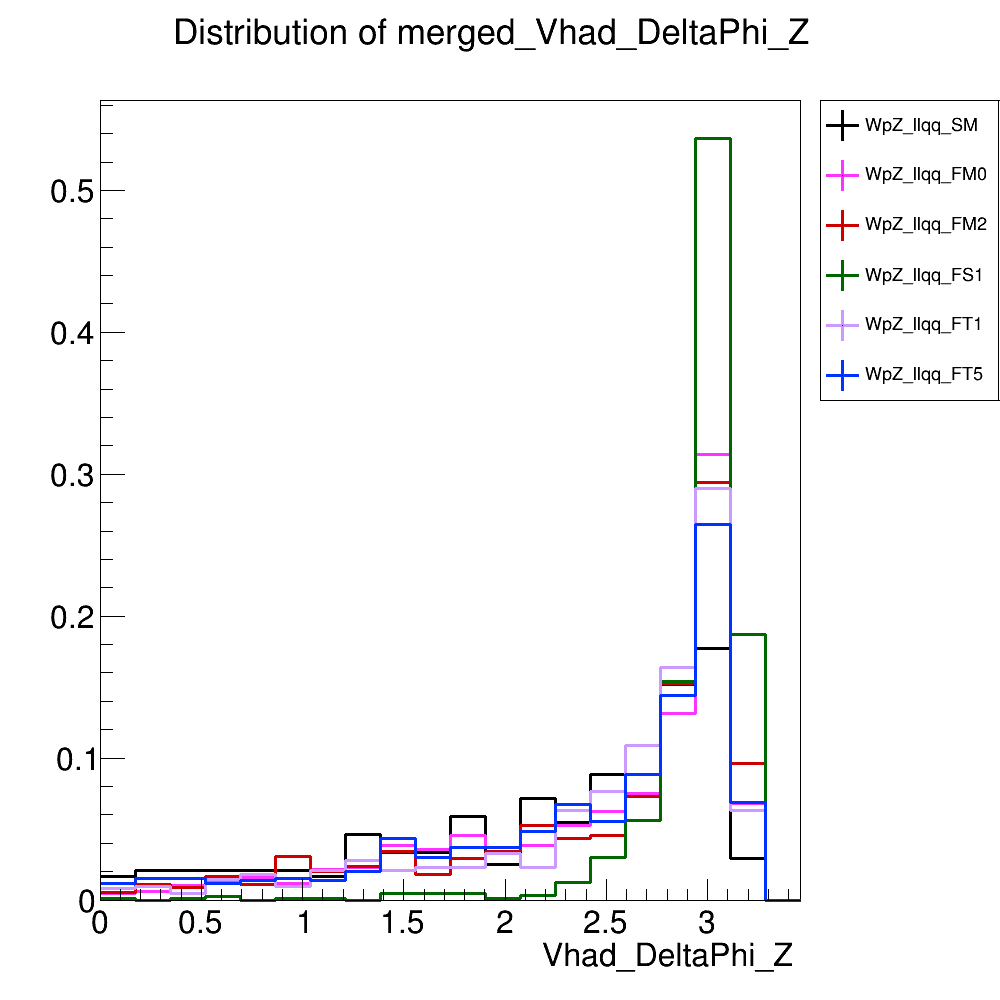 Distribution of merged_Vhad_DeltaPhi_Z
WpZ_llqq_SM
WpZ_llqq_FM0
WpZ_llqq_FM2
WpZ_llqq_FS1
WpZ_llqq_FT1
WpZ_llqq_FT5
0.5
0.4
0.3
0.2
0.1
0
0 0.5 1 1.5 2 2.5 3
Vhad_DeltaPhi_Z